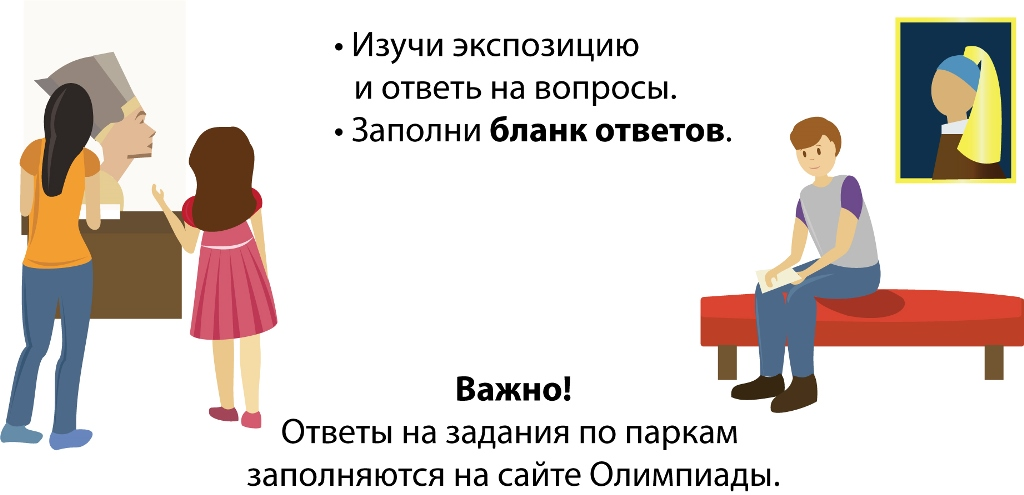 • Изучи экспозицию
и ответь на вопросы.
• Заполни бланк ответов.
Важно!
Ответы на задания по паркам
заполняются на сайте Олимпиады.